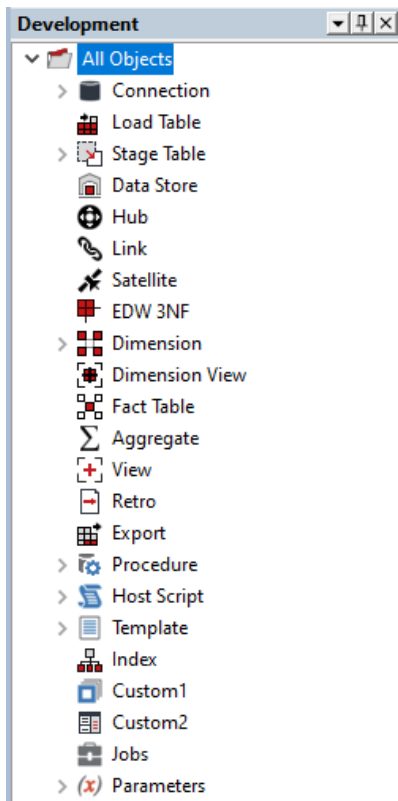 Development
All Objects
Connection
Load Table
Stage Table
Data Store
Hub
Link
Satellite
EDW 3NF
Dimension
Dimension View
Fact Table
Aggregate
View
Retro
Export
Procedure
Host Script
Template
Index
Custom1
Custom2
Jobs
Parameters